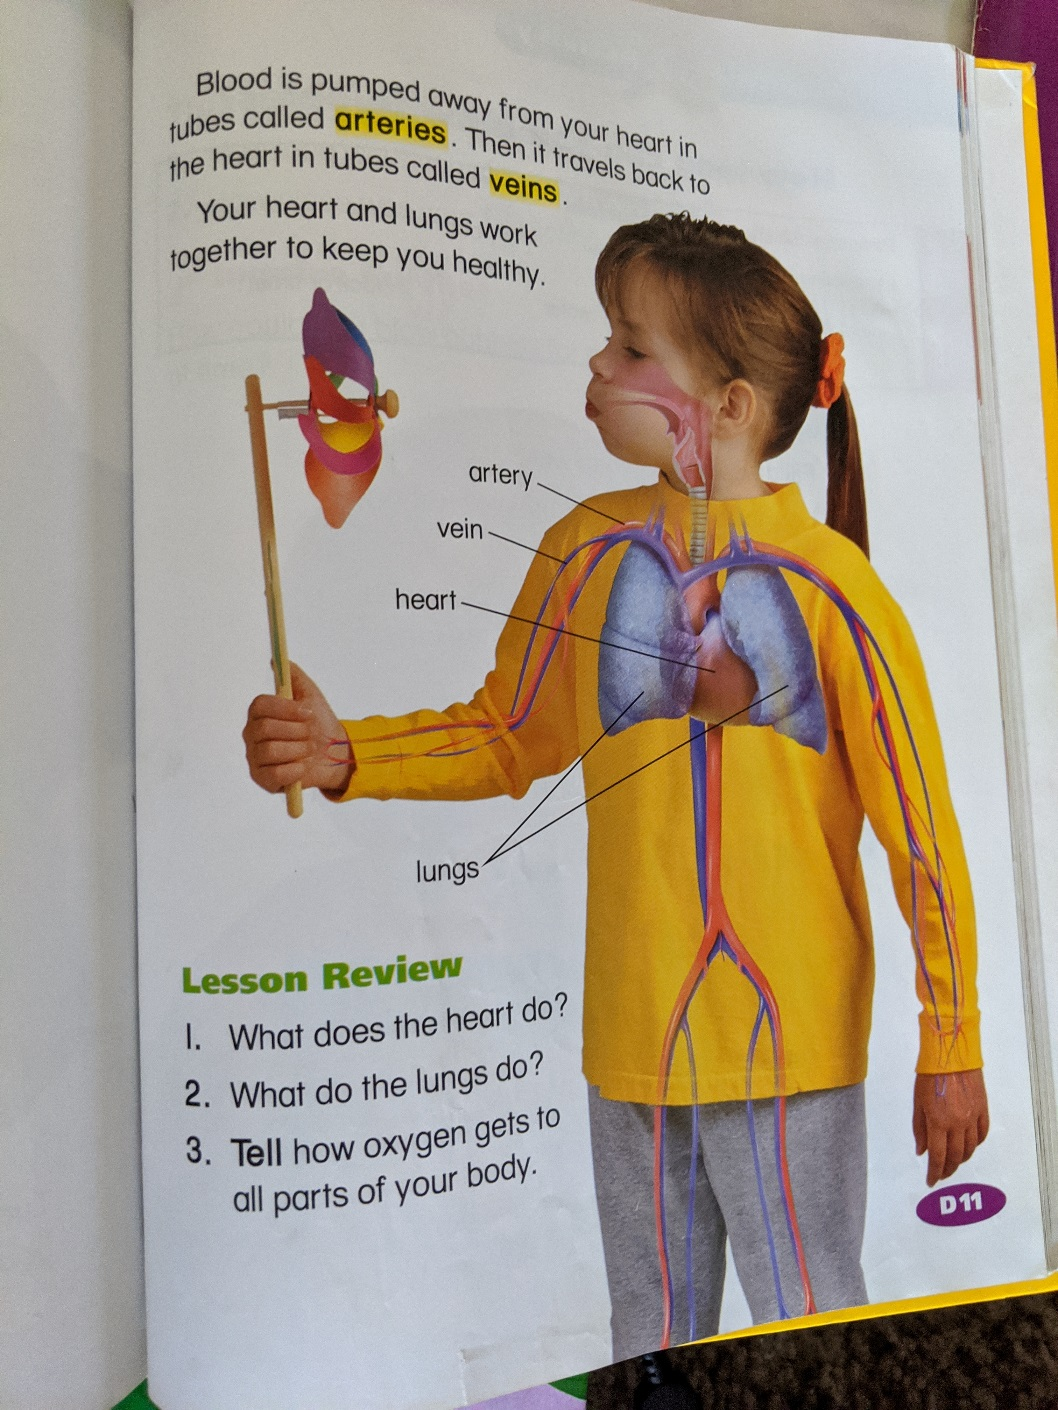 Blood is pumped away from your heart in
tubes called arteries. Then it travels back to
the heart in tubes called veins.
Your heart and lungs work
together to keep you healthy.
artery
vein
heart
lungs
Lesson Review
1. What does the heart do?
2. What do the lungs do?
3. Tell how oxygen gets to
all parts of your body.
D11